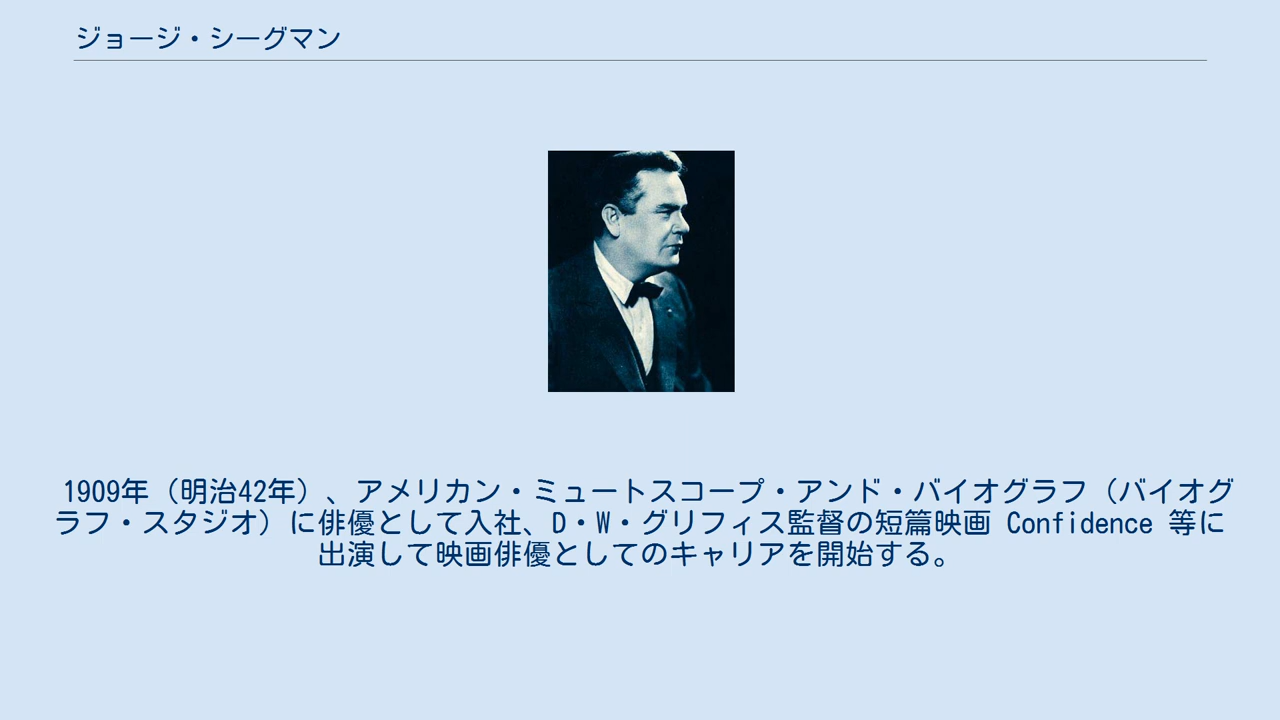 ジョージ・シーグマン
1909年（明治42年）、アメリカン・ミュートスコープ・アンド・バイオグラフ（バイオグ
ラフ・スタジオ）に俳優として入社、D・W・グリフィス監督の短篇映画 Confidence 等に
出演して映画俳優としてのキャリアを開始する。